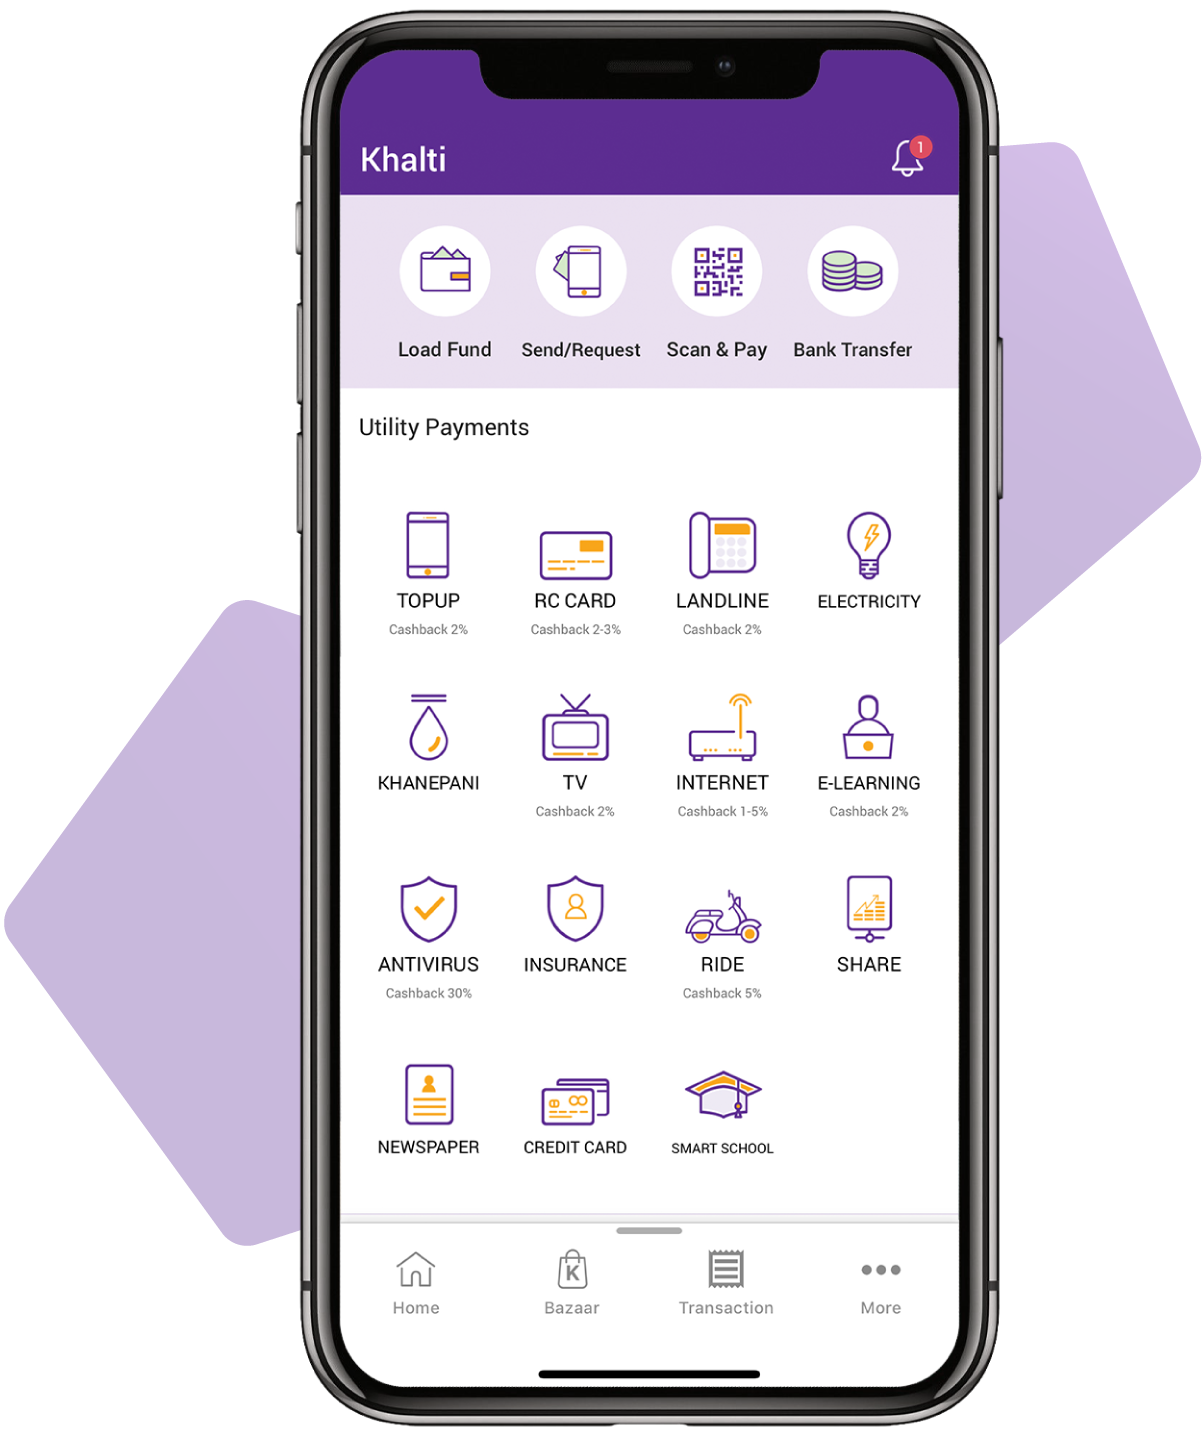 Khalti
1
Load Fund Send/Request Scan & Pay Bank Transfer
Utility Payments
TOPUP RC CARD LANDLINE ELECTRICITY
Cashback 2% Cashback 2-3% Cashback 2%
KHANEPANI TV INTERNET E-LEARNING
Cashback 2% Cashback 1-5% Cashback 2%
ANTIVIRUS INSURANCE RIDE SHARE
Cashback 30% Cashback 5%
NEWSPAPER CREDIT CARD SMART SCHOOL
K
Home Bazaar Transaction More